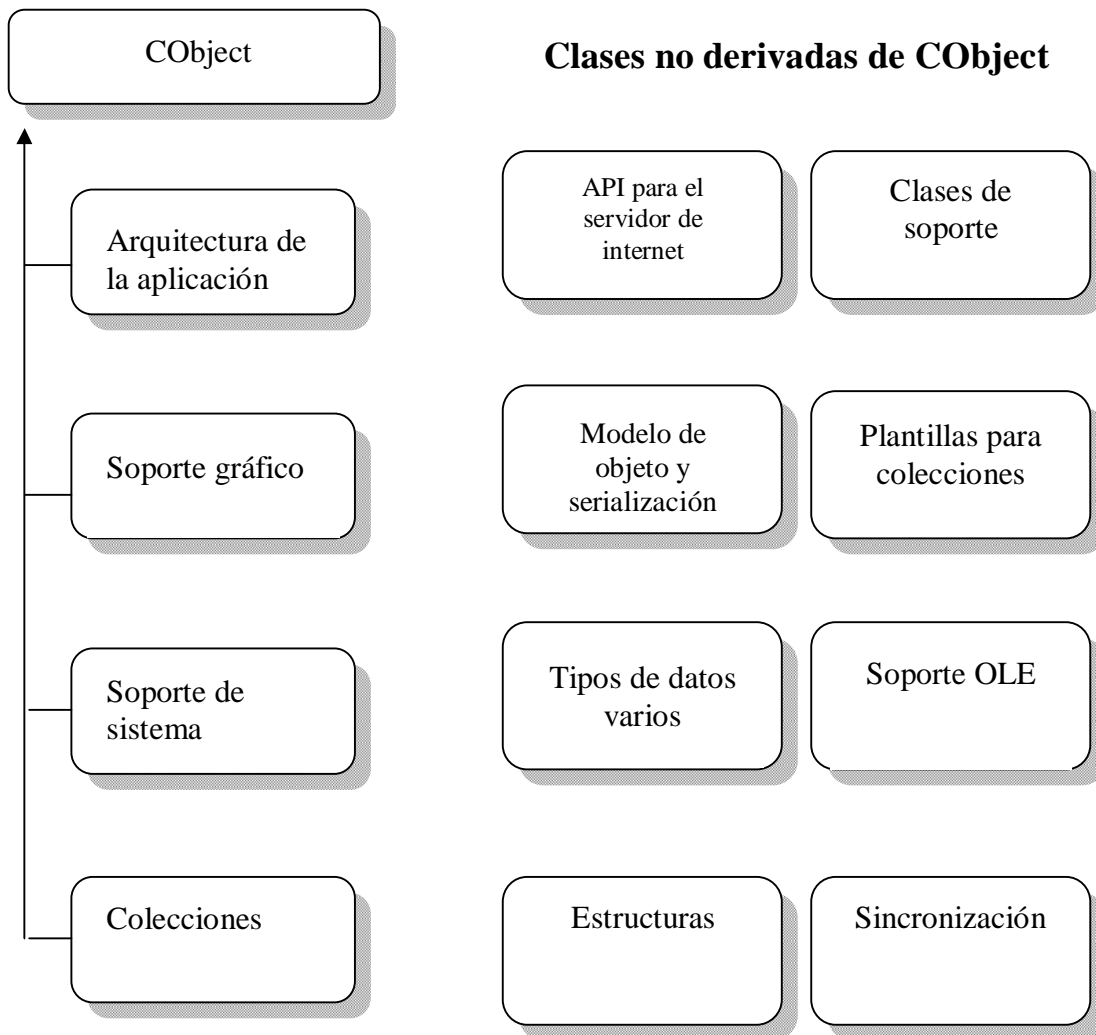 CObject
Clases no derivadas de CObject
Arquitectura de
la aplicación
Soporte gráfico
Soporte de
sistema
Colecciones
API para el
servidor de
internet
Clases de
soporte
Modelo de
objeto y
serialización
Plantillas para
colecciones
Tipos de datos
varios
Soporte OLE
Estructuras
Sincronización